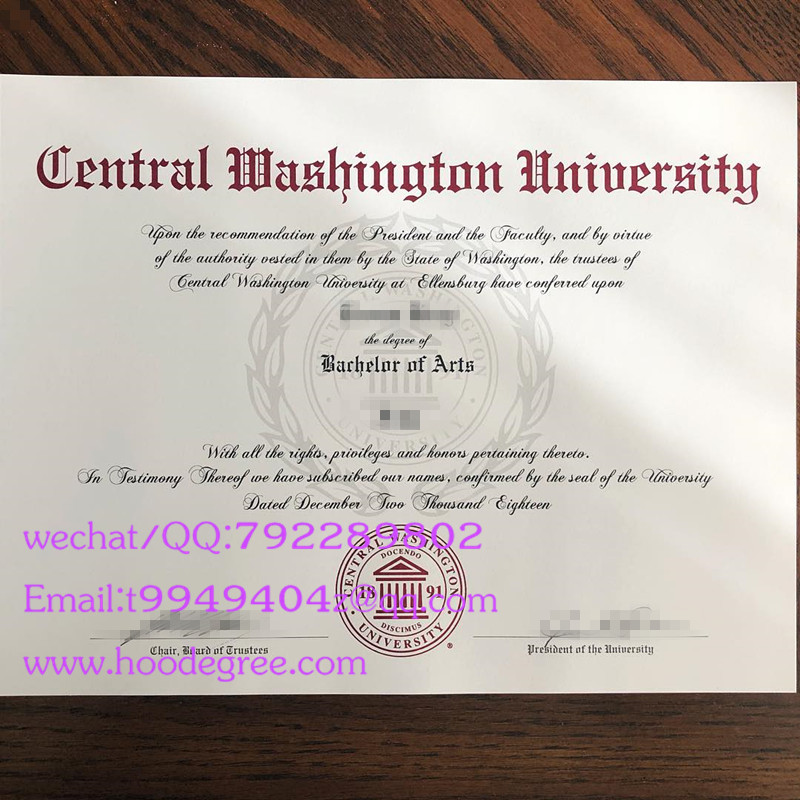 Central Washington University
Upon the recommendation of the President and the Faculty, and by virtue
of the authority vested in them by the State of Washington, the trustees of
Central Washington University at Ellensburg have conferred upon
the degree of
Bachelor of Arts
With all the rights, privileges and honors pertaining thereto.
In Testimony Thereof we have subscribed our names, confirmed by the seal of the University
Dated December Two Thousand Eighteen
wechat/QQ:792289802
CENTRAL WASHINGTON
DOCENDO
18 91
DISCIMUS
UNIVERSITY
®
Email:t9949404z@qq.com
Chair, Board of Trustees
President of the University
www.hoodegree.com